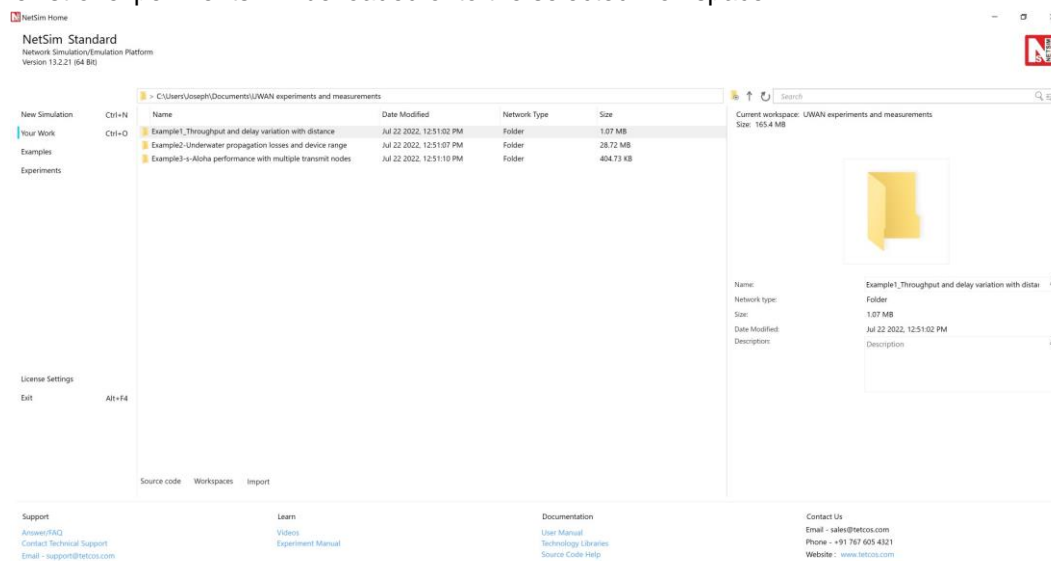 NetSim Home
NetSim Standard
Network Simulation/Emulation Platform
Version 13.2.21 (64 Bit)
NETSIM
> C:\Users\Joseph\Documents\UWAN experiments and measurements
Search
New Simulation Ctrl+N
Your Work Ctrl+O
Examples
Experiments
Name Date Modified Network Type Size
Example1_Throughput and delay variation with distance Jul 22 2022, 12:51:02 PM Folder 1.07 MB
Example2-Underwater propagation losses and device range Jul 22 2022, 12:51:07 PM Folder 28.72 MB
Example3-s-Aloha performance with multiple transmit nodes Jul 22 2022, 12:51:10 PM Folder 404.73 KB
Current workspace: UWAN experiments and measurements
Size: 165.4 MB
Name: Example1_Throughput and delay variation with distar
Network type: Folder
Size: 1.07 MB
Date Modified: Jul 22 2022, 12:51:02 PM
Description: Description
License Settings
Exit Alt+F4
Source code Workspaces Import
Support
Answer/FAQ
Contact Technical Support
Email - support@tetcos.com
Learn
Videos
Experiment Manual
Documentation
User Manual
Technology Libraries
Source Code Help
Contact Us
Email - sales@tetcos.com
Phone - +91 767 605 4321
Website : www.tetcos.com